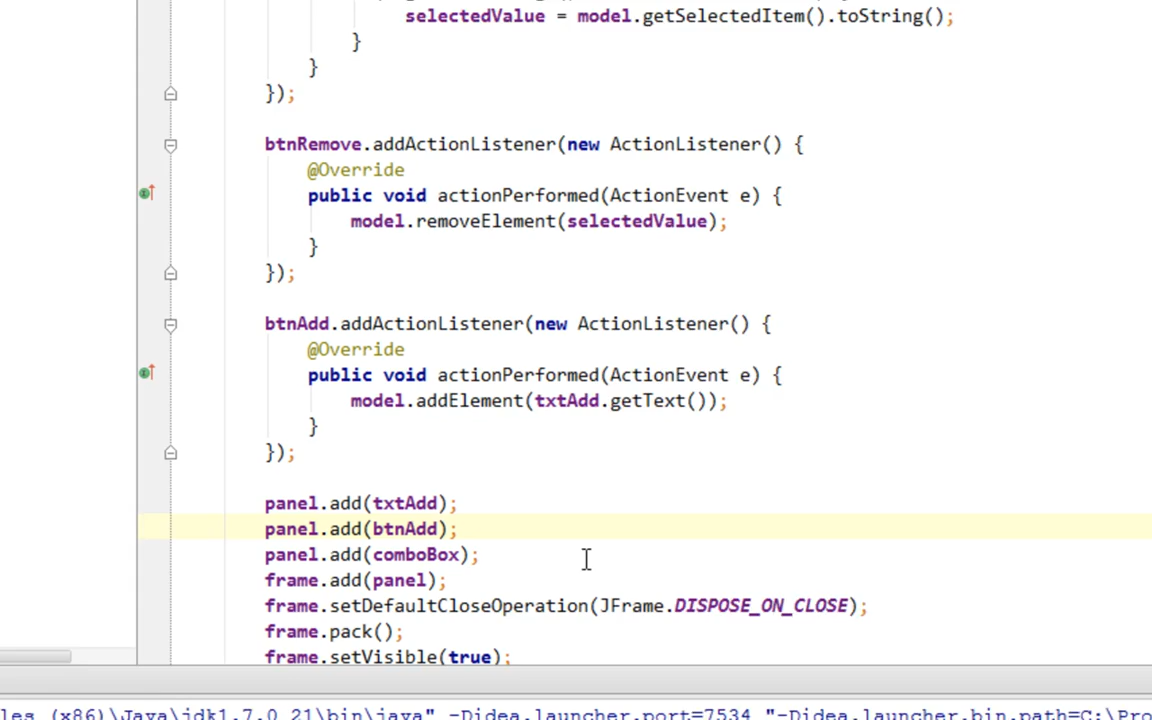 selectedValue = model.getSelectedItem().toString();
}
}
});
btnRemove.addActionListener(new ActionListener() {
@Override
public void actionPerformed(ActionEvent e) {
model.removeElement(selectedValue);
}
});
btnAdd.addActionListener(new ActionListener() {
@Override
public void actionPerformed(ActionEvent e) {
model.addElement(txtAdd.getText());
}
});
panel.add(txtAdd);
panel.add(btnAdd);
panel.add(comboBox);
frame.add(panel);
frame.setDefaultCloseOperation(JFrame.DISPOSE_ON_CLOSE);
frame.pack();
frame.setVisible(true);
les (x86)\Java\jdk1.7.0_21\bin\java" -Didea.launcher.port=7534 "-Didea.launcher.bin.path=C:\Pro